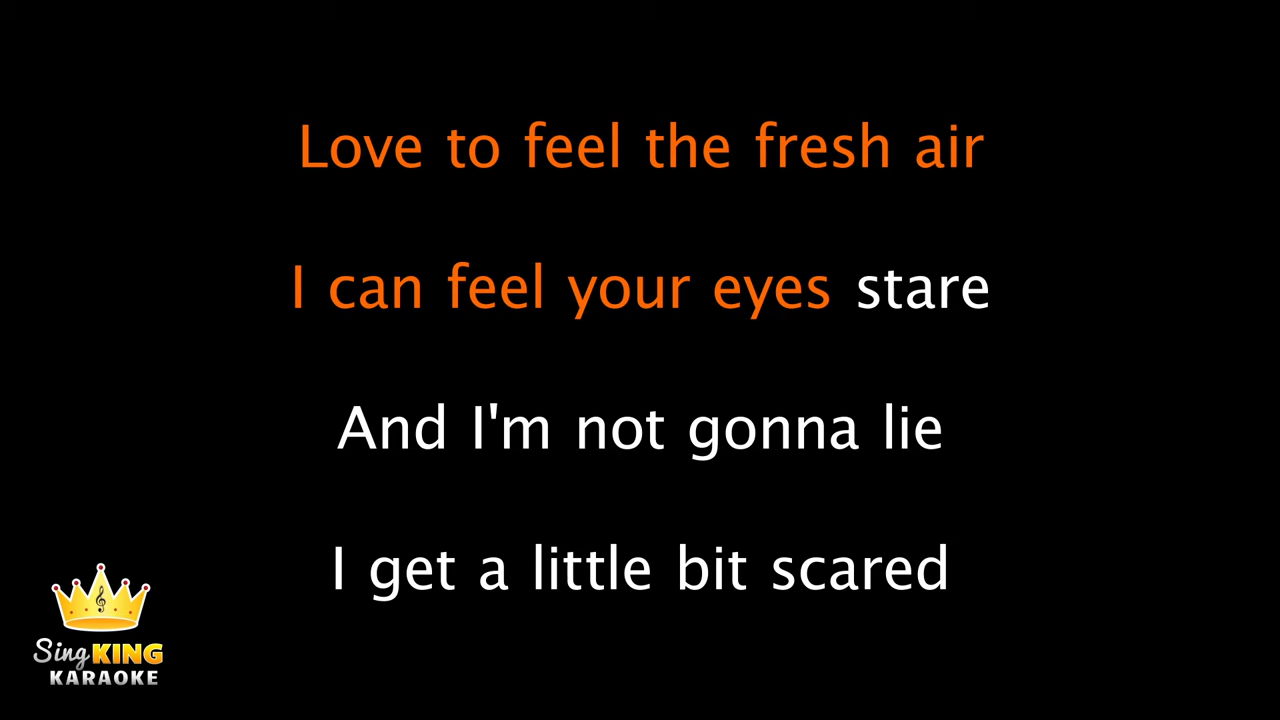 Love to feel the fresh air
I can feel your eyes stare
And I'm not gonna lie
I get a little bit scared
Sing KING
KARAOKE